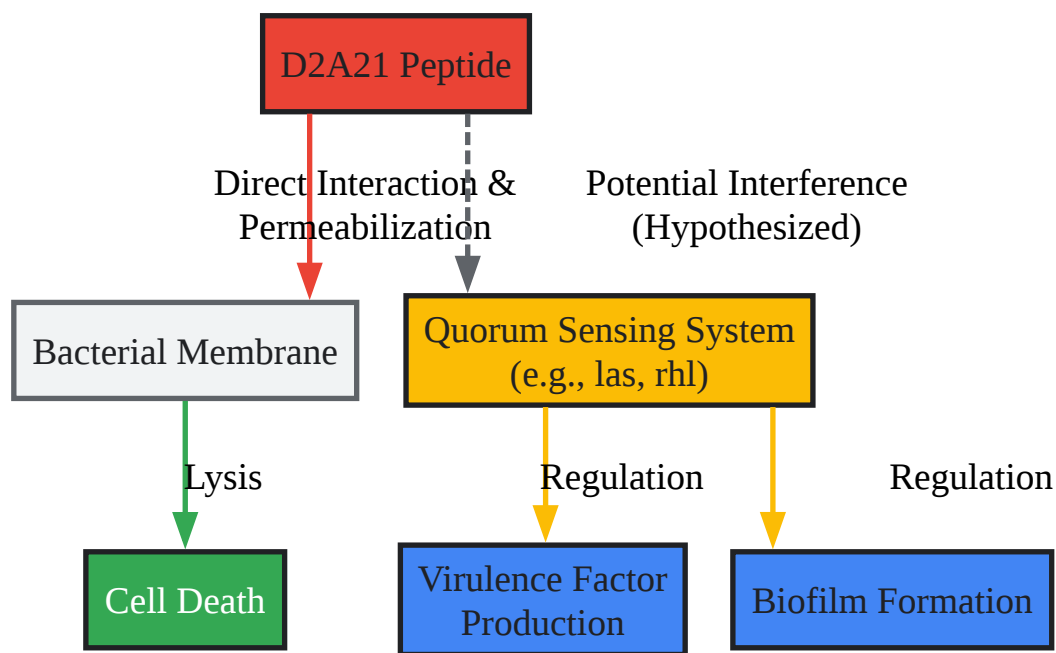 D2A21 Peptide
Direct Interaction &
Permeabilization
Potential Interference
(Hypothesized)
Bacterial Membrane
Quorum Sensing System
(e.g., las, rhl)
Lysis
Regulation
Regulation
Cell Death
Virulence Factor
Production
Biofilm Formation